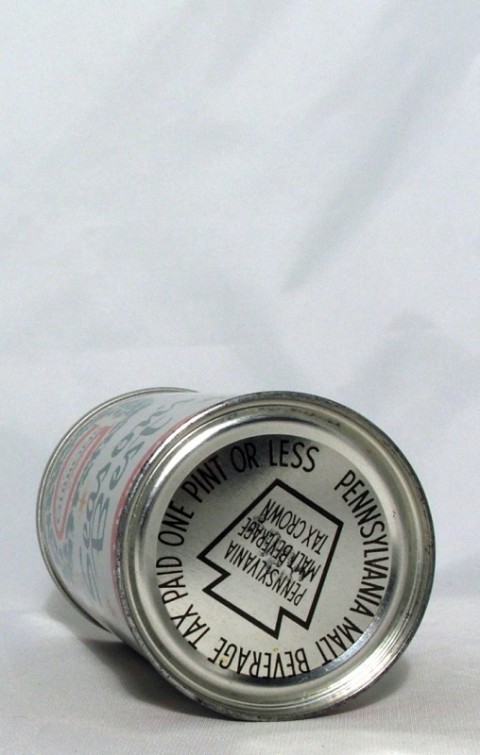 PENNSYLVANIA MALT BEVERAGE TAX PAID ONE PINT OR LESS
PENNSYLVANIA
MALT BEVERAGE
TAX CROWN